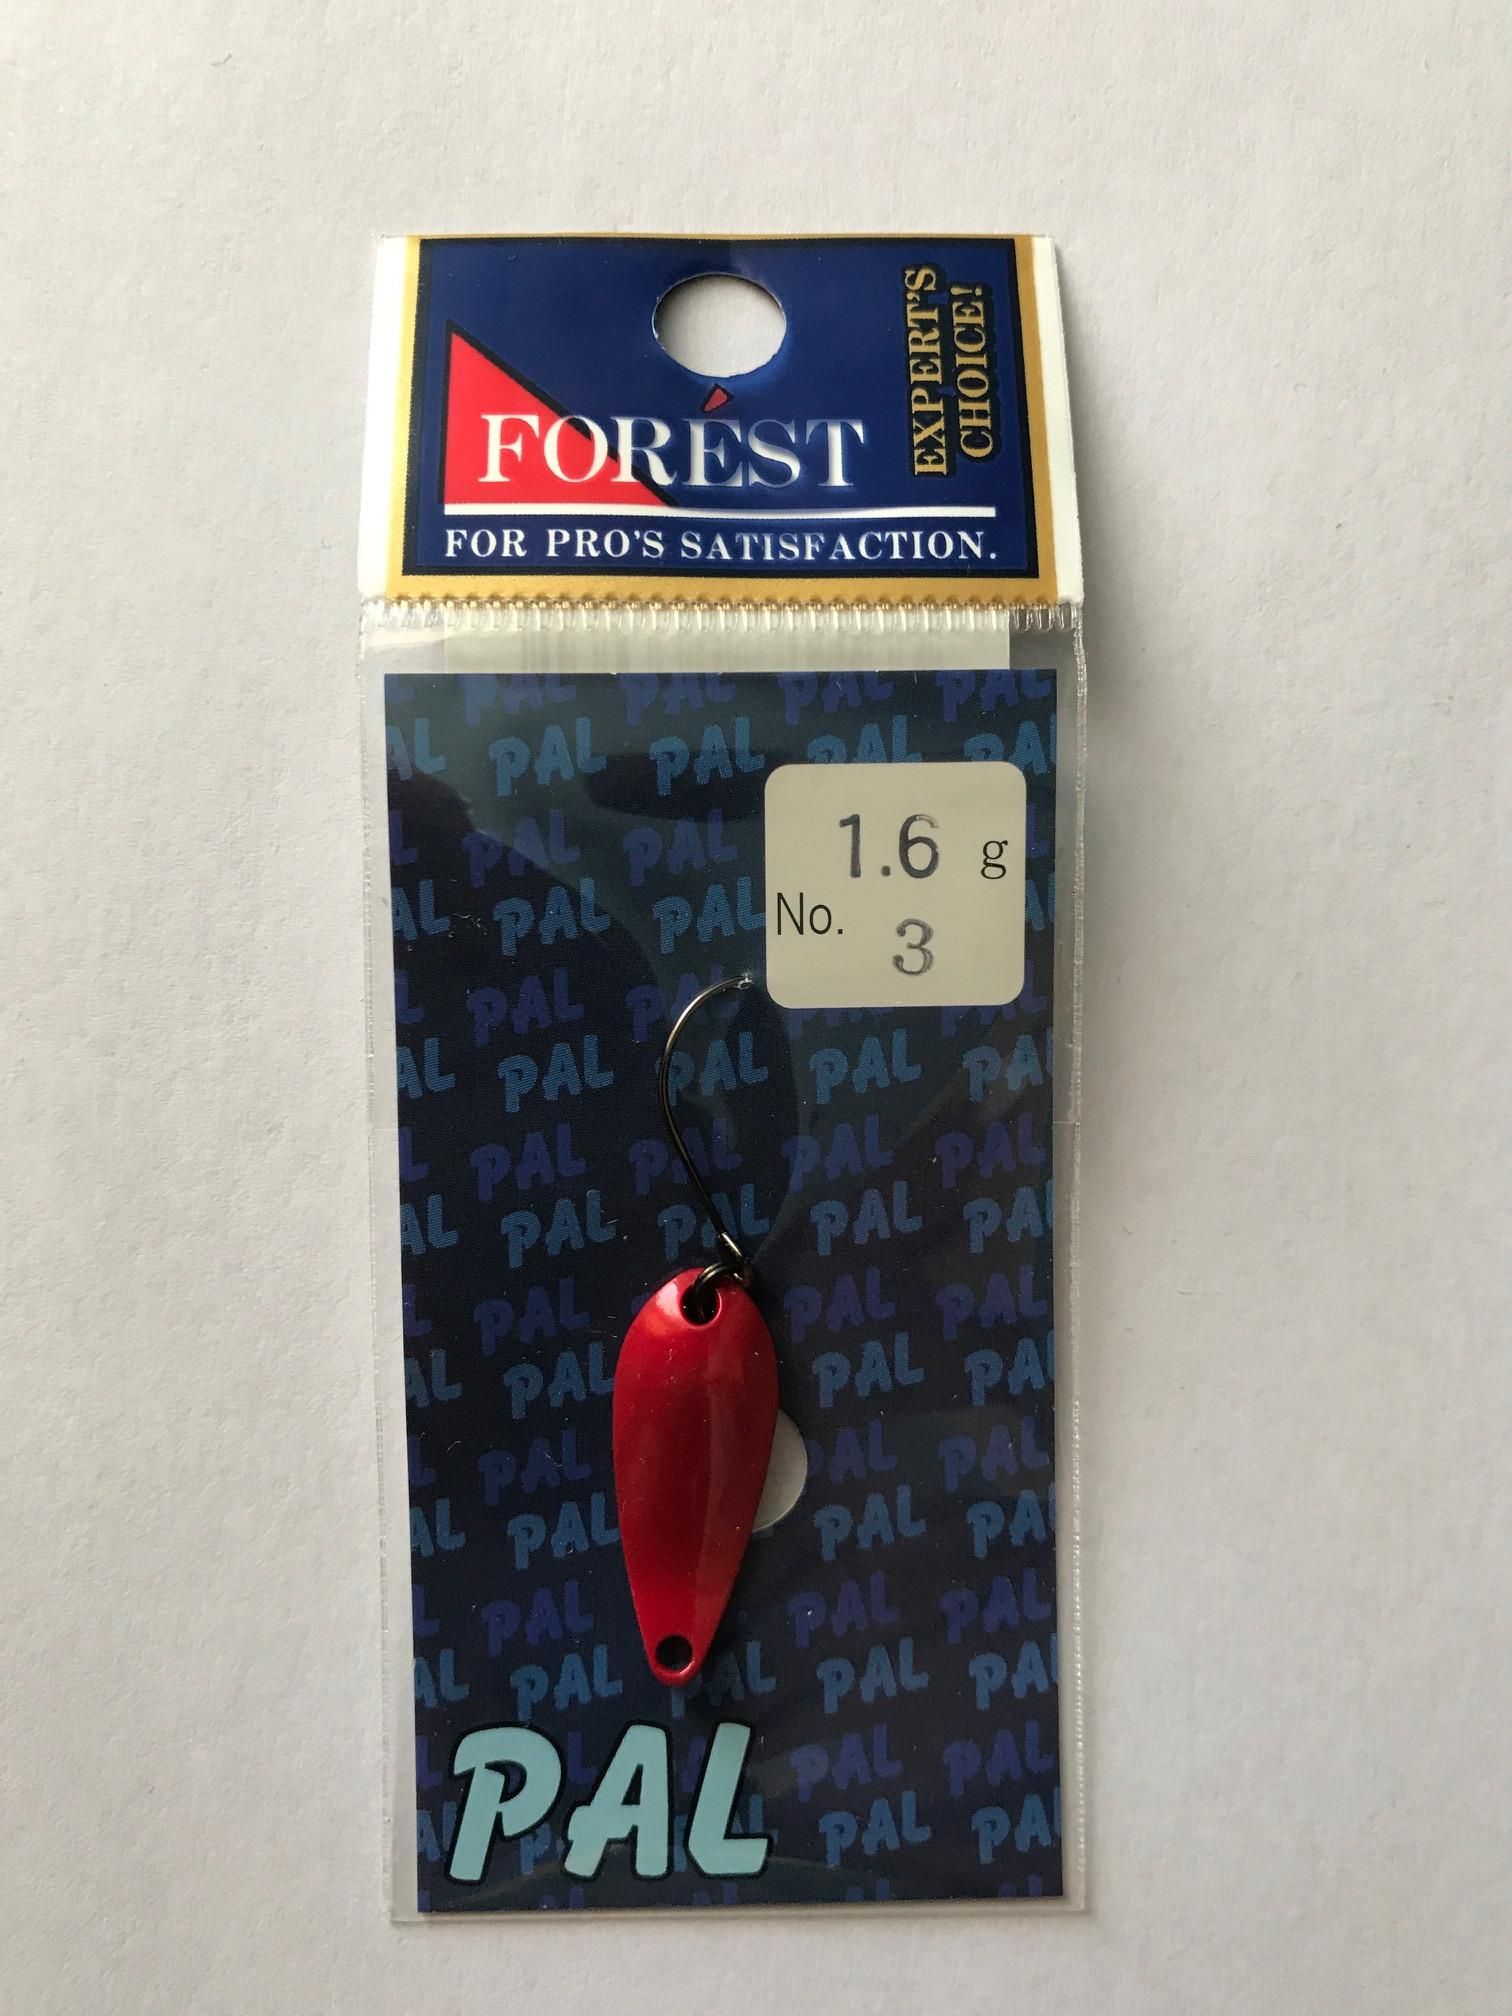 EXPERT'S
CHOICE!
FORÉST
FOR PRO'S SATISFACTION.
1.6 g
No. 3
PAL